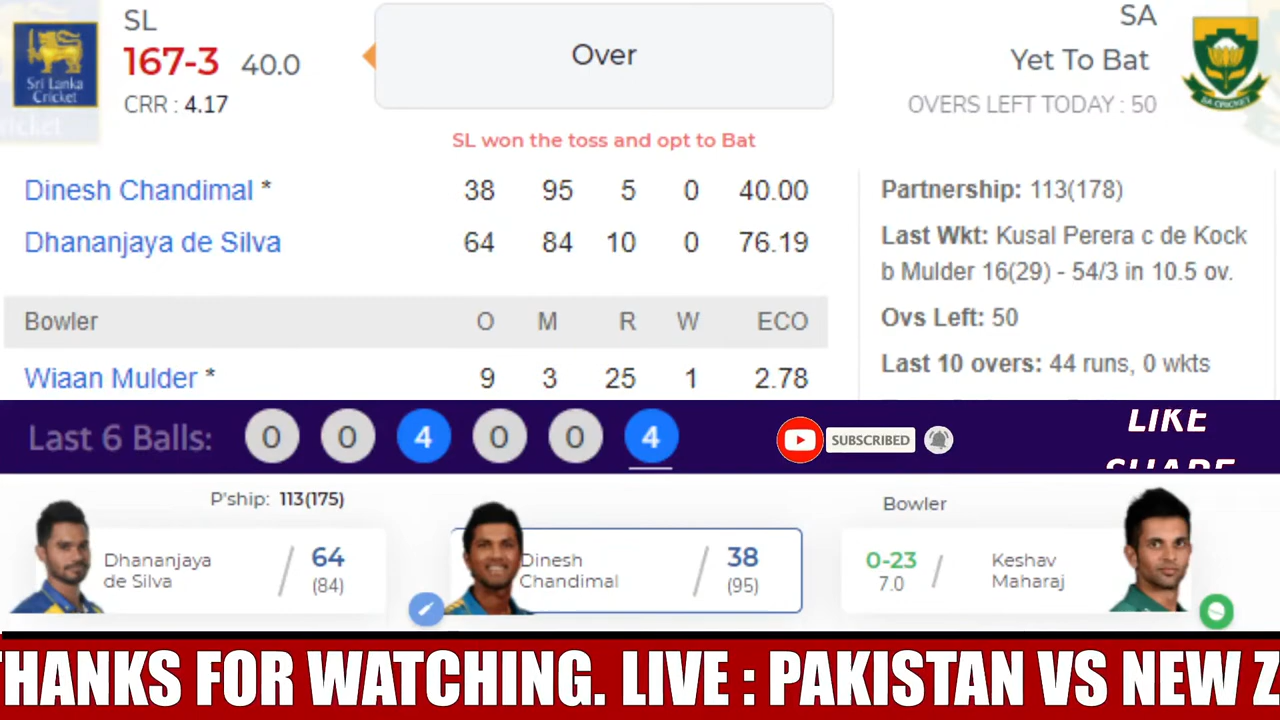 SL
167-3 40.0
CRR : 4.17
Sri Lanka
Cricket
Over
SA
Yet To Bat
OVERS LEFT TODAY : 50
SA CRICKET
SL won the toss and opt to Bat
Dinesh Chandimal * 38 95 5 0 40.00
Dhananjaya de Silva 64 84 10 0 76.19
Bowler O M R W ECO
Wiaan Mulder * 9 3 25 1 2.78
Partnership: 113(178)
Last Wkt: Kusal Perera c de Kock
b Mulder 16(29) - 54/3 in 10.5 ov.
Ovs Left: 50
Last 10 overs: 44 runs, 0 wkts
Last 6 Balls: 0 0 4 0 0 4
SUBSCRIBED
LIKE
SHARE
P'ship: 113(175)
Dhananjaya
de Silva
64
(84)
Dinesh
Chandimal
38
(95)
Bowler
0-23
7.0
Keshav
Maharaj
THANKS FOR WATCHING. LIVE : PAKISTAN VS NEW Z